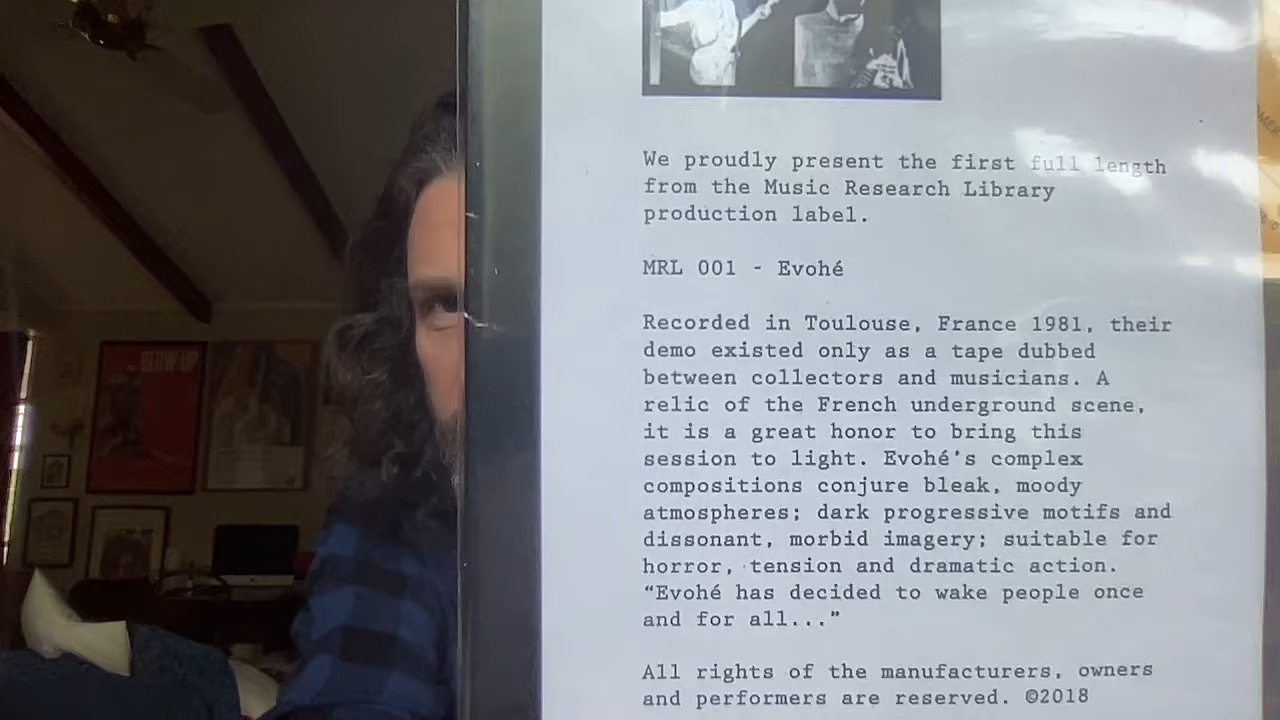 We proudly present the first full length
from the Music Research Library
production label.
MRL 001 - Evohé
Recorded in Toulouse, France 1981, their
demo existed only as a tape dubbed
between collectors and musicians. A
relic of the French underground scene,
it is a great honor to bring this
session to light. Evohé's complex
compositions conjure bleak, moody
atmospheres; dark progressive motifs and
dissonant, morbid imagery; suitable for
horror, tension and dramatic action.
“Evohé has decided to wake people once
and for all...”
All rights of the manufacturers, owners
and performers are reserved. ©2018